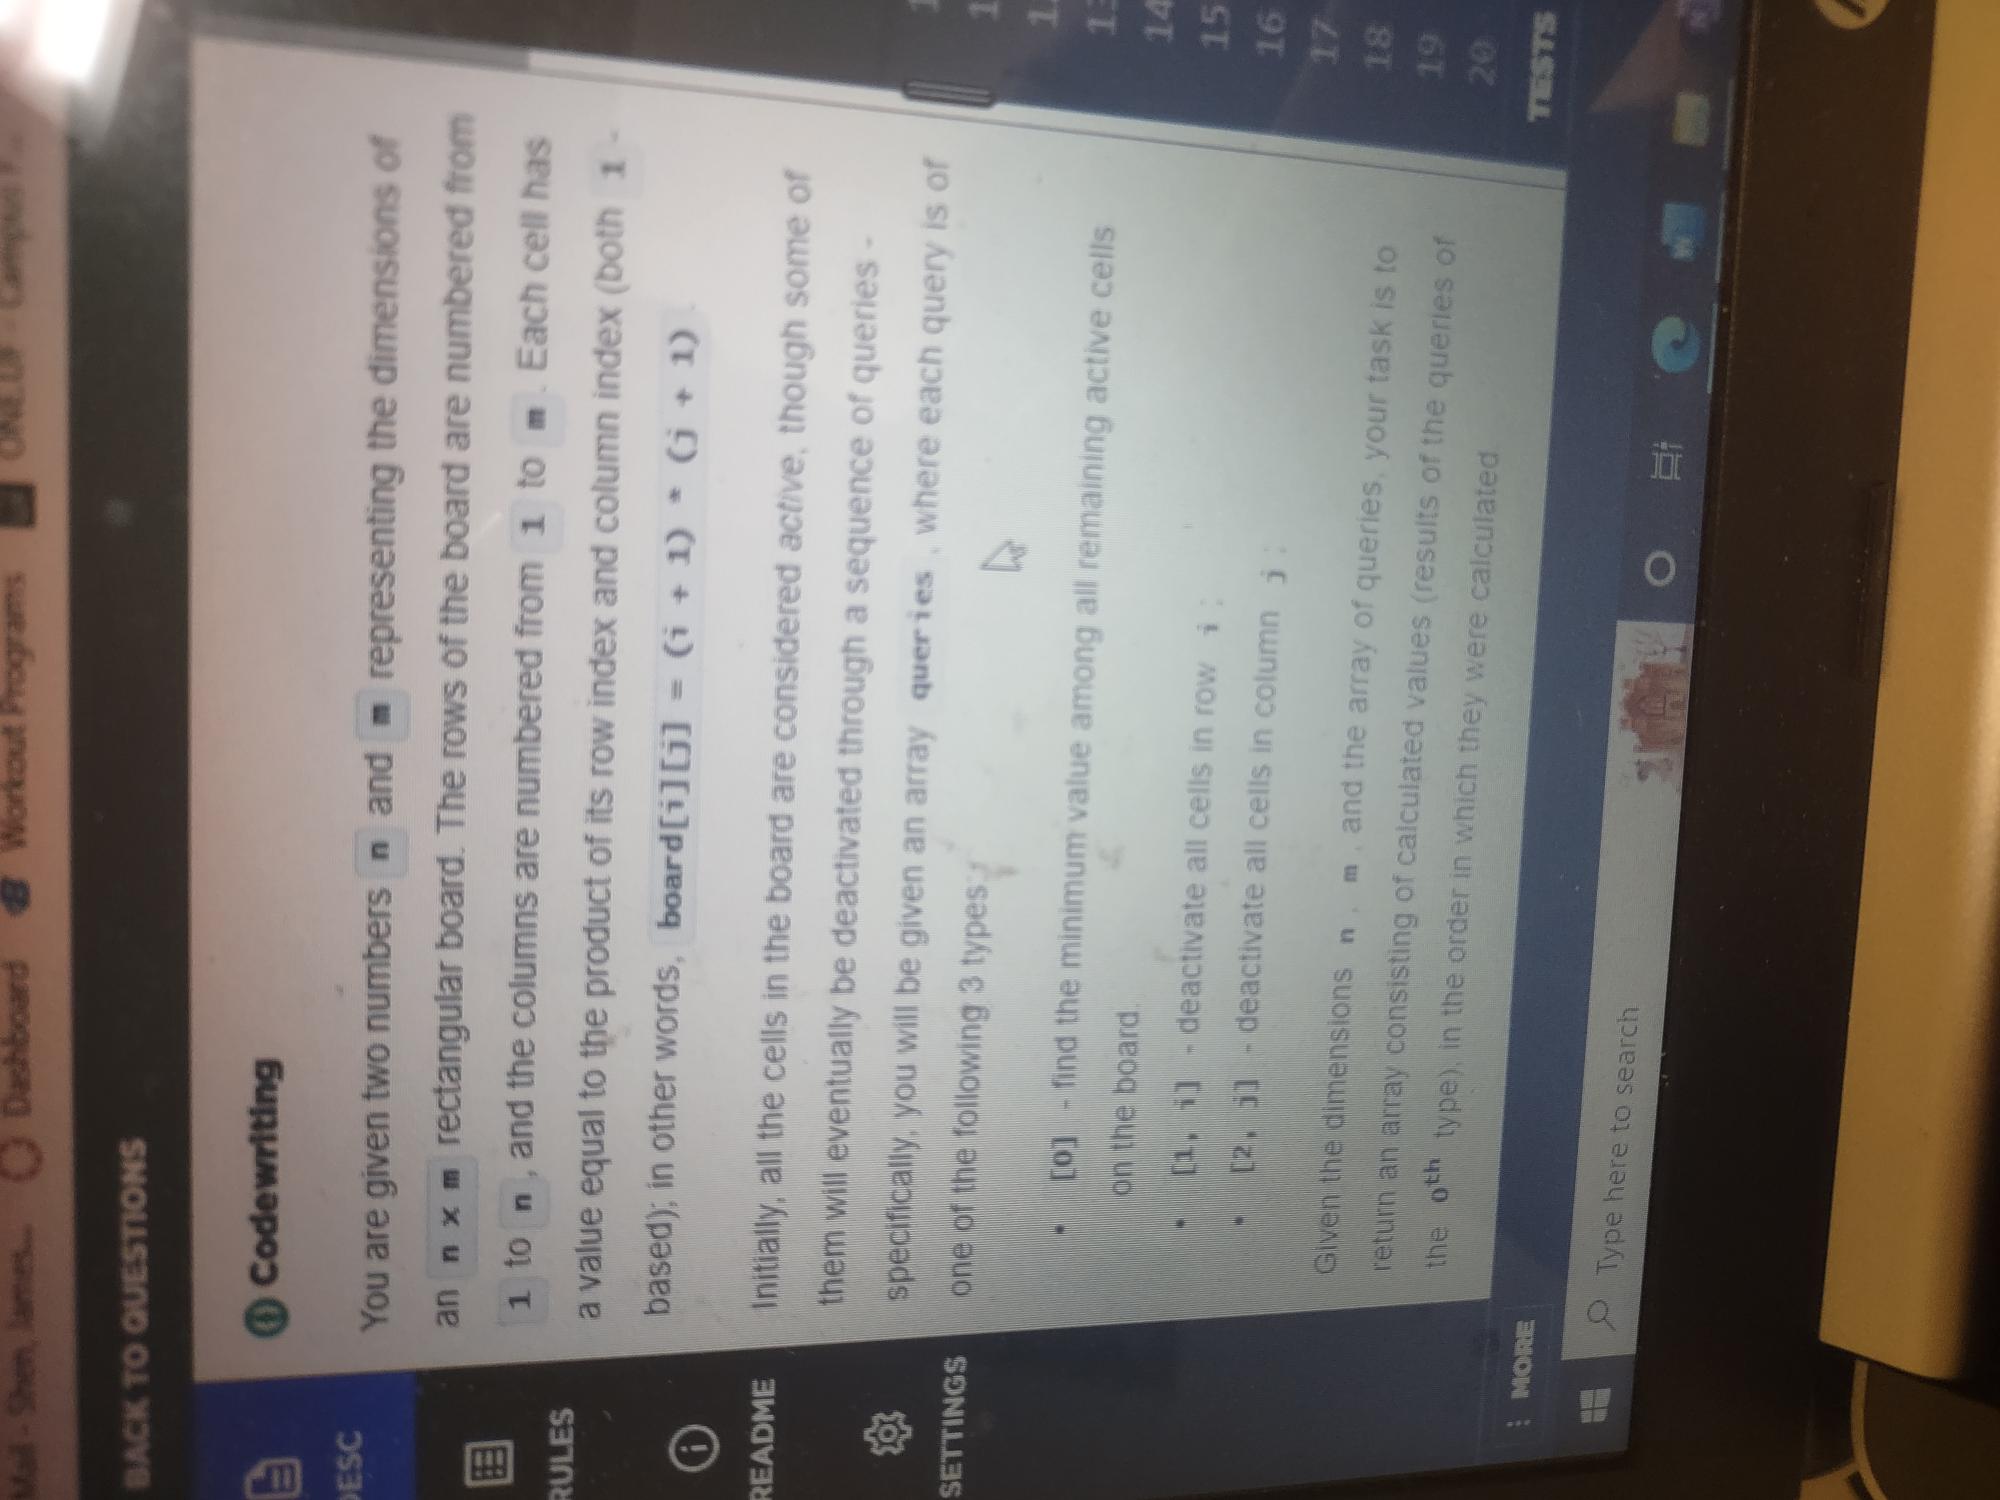 Mail - Shen, James... Dashboard Workout Programs ONE.UF - Campus
BACK TO QUESTIONS
DESC
RULES
README
SETTINGS
Codewriting
You are given two numbers n and m representing the dimensions of
an n x m rectangular board. The rows of the board are numbered from
1 to n, and the columns are numbered from 1 to m. Each cell has
a value equal to the product of its row index and column index (both 1 -
based); in other words, board[i][j] = (i + 1) * (j + 1)
Initially, all the cells in the board are considered active, though some of
them will eventually be deactivated through a sequence of queries -
specifically, you will be given an array queries, where each query is of
one of the following 3 types:
• [0] - find the minimum value among all remaining active cells
on the board.
• [1, i] - deactivate all cells in row i;
• [2, j] - deactivate all cells in column j;
Given the dimensions n, m, and the array of queries, your task is to
return an array consisting of calculated values (results of the queries of
the 0th type), in the order in which they were calculated.
14
15
16
17
18
19
20
TESTS
MORE
Type here to search